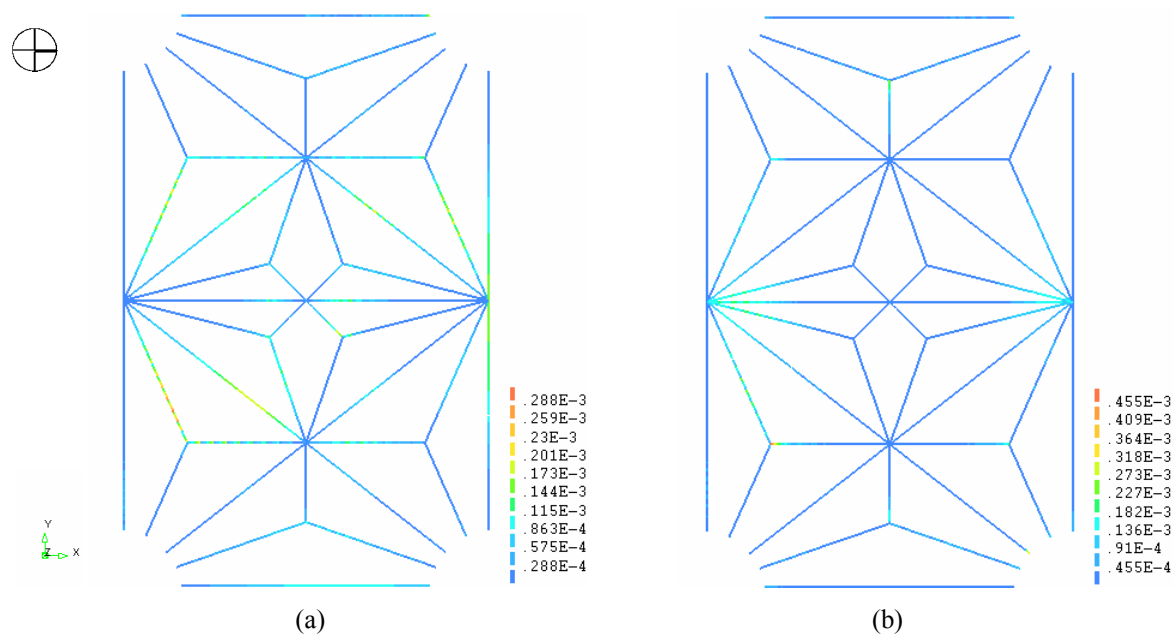 .288E-3
.259E-3
.23E-3
.201E-3
.173E-3
.144E-3
.115E-3
.863E-4
.575E-4
.288E-4
Y
Z X
(a)
.455E-3
.409E-3
.364E-3
.318E-3
.273E-3
.227E-3
.182E-3
.136E-3
.91E-4
.455E-4
(b)